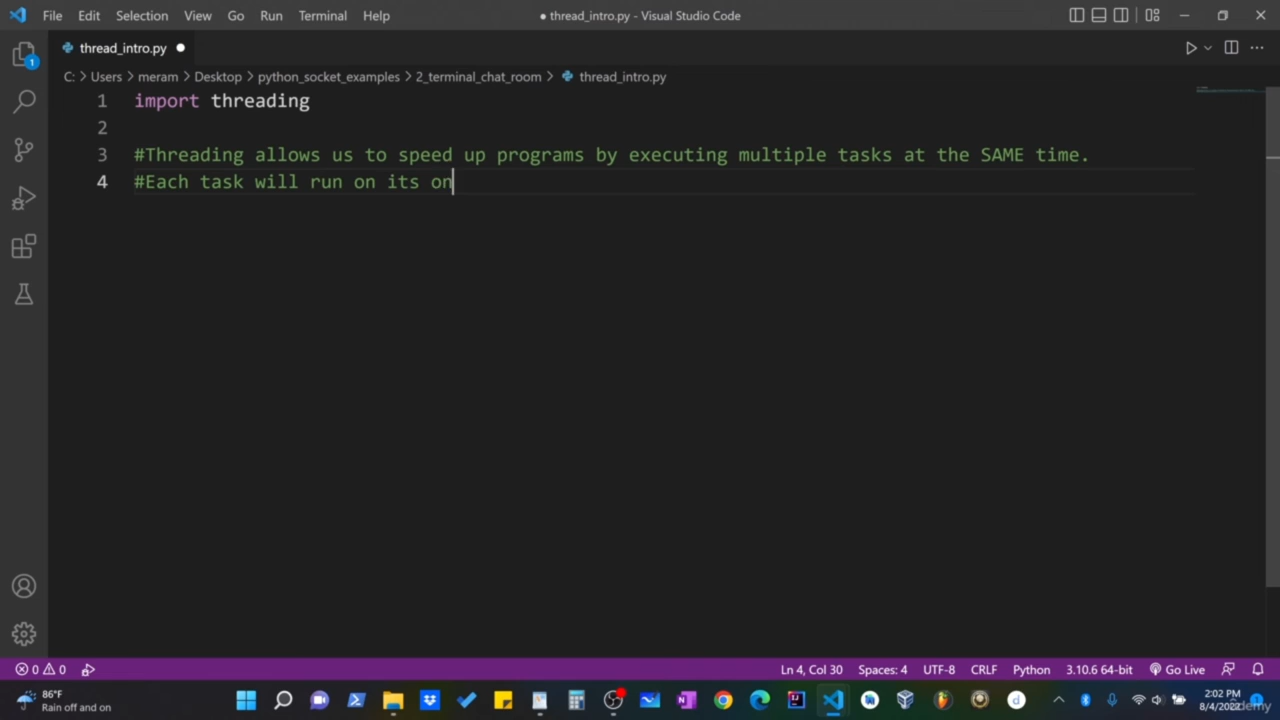 File Edit Selection View Go Run Terminal Help
● thread_intro.py - Visual Studio Code
thread_intro.py ●
C: > Users > meram > Desktop > python_socket_examples > 2_terminal_chat_room > thread_intro.py
1 import threading
2
3 #Threading allows us to speed up programs by executing multiple tasks at the SAME time.
4 #Each task will run on its on
1
0 0
Ln 4, Col 30 Spaces: 4 UTF-8 CRLF Python 3.10.6 64-bit Go Live
86°F
Rain off and on
2:02 PM
8/4/2022